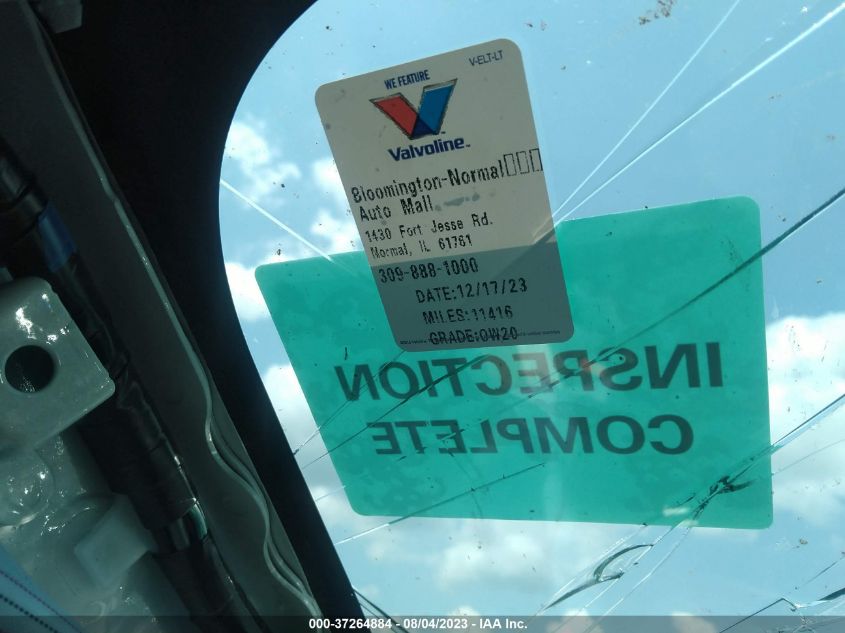 V-ELT-LT
WE FEATURE
Valvoline™
Bloomington-Normal
Auto Mall
1430 Fort Jesse Rd.
Normal, IL 61761
309-888-1000
DATE:12/17/23
MILES:11416
GRADE:0W20
INSPECTION
COMPLETE
000-37264884 - 08/04/2023 - IAA Inc.